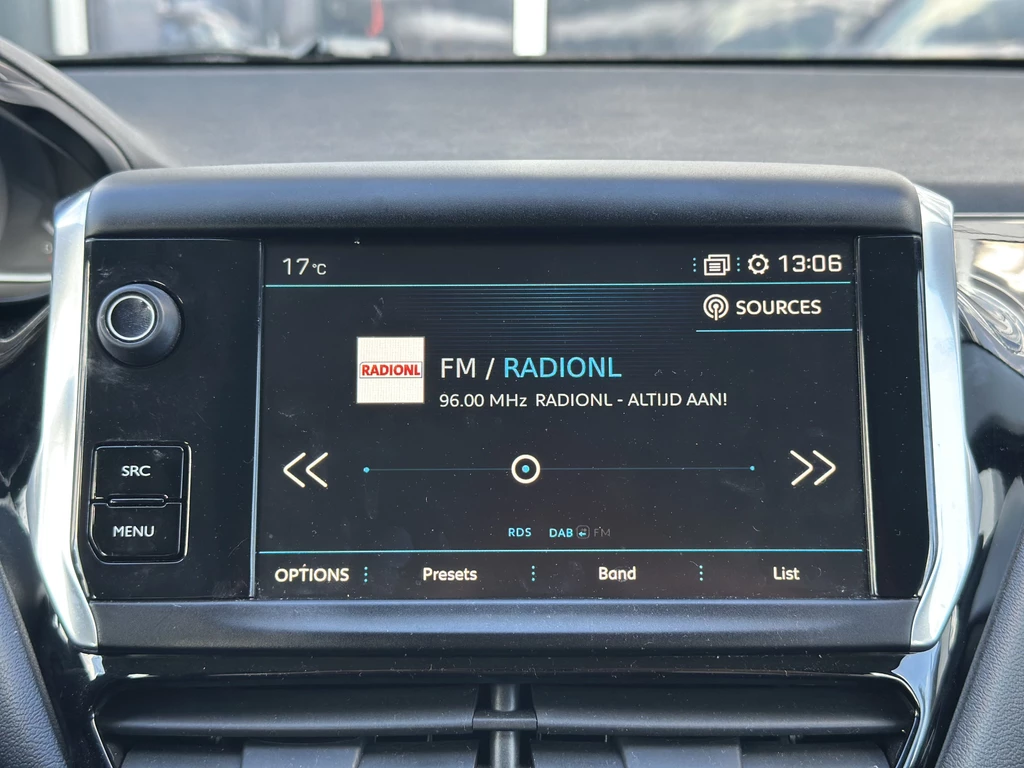 17°C 13:06
SOURCES
RADIONL
FM / RADIONL
96.00 MHz RADIONL - ALTIJD AAN!
SRC
MENU
RDS DAB FM
OPTIONS Presets Band List